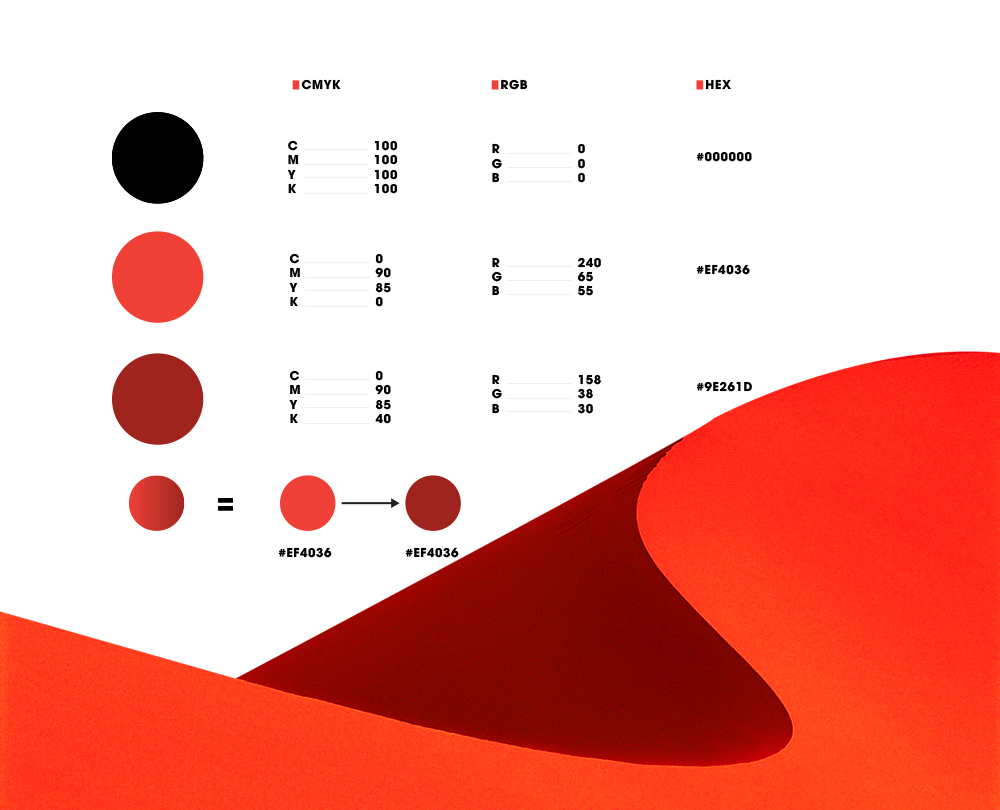 CMYK RGB HEX
C 100
M 100
Y 100
K 100
R 0
G 0
B 0
#000000
C 0
M 90
Y 85
K 0
R 240
G 65
B 55
#EF4036
C 0
M 90
Y 85
K 40
R 158
G 38
B 30
#9E261D
=
#EF4036 #EF4036